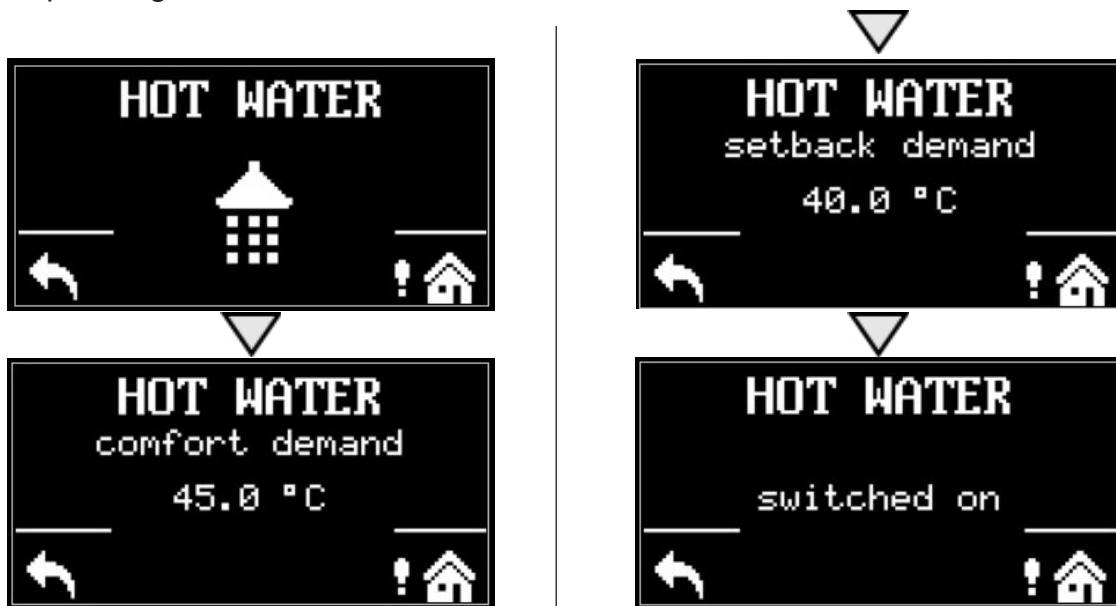 HOT WATER
HOT WATER
comfort demand
45.0 °C
HOT WATER
setback demand
40.0 °C
HOT WATER
switched on